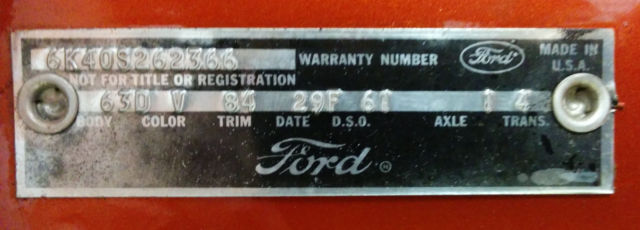 6K40S262366 WARRANTY NUMBER Ford MADE IN U.S.A.
NOT FOR TITLE OR REGISTRATION
63D V 84 29F 61 1 4
BODY COLOR TRIM DATE D.S.O. AXLE TRANS.
Ford ®